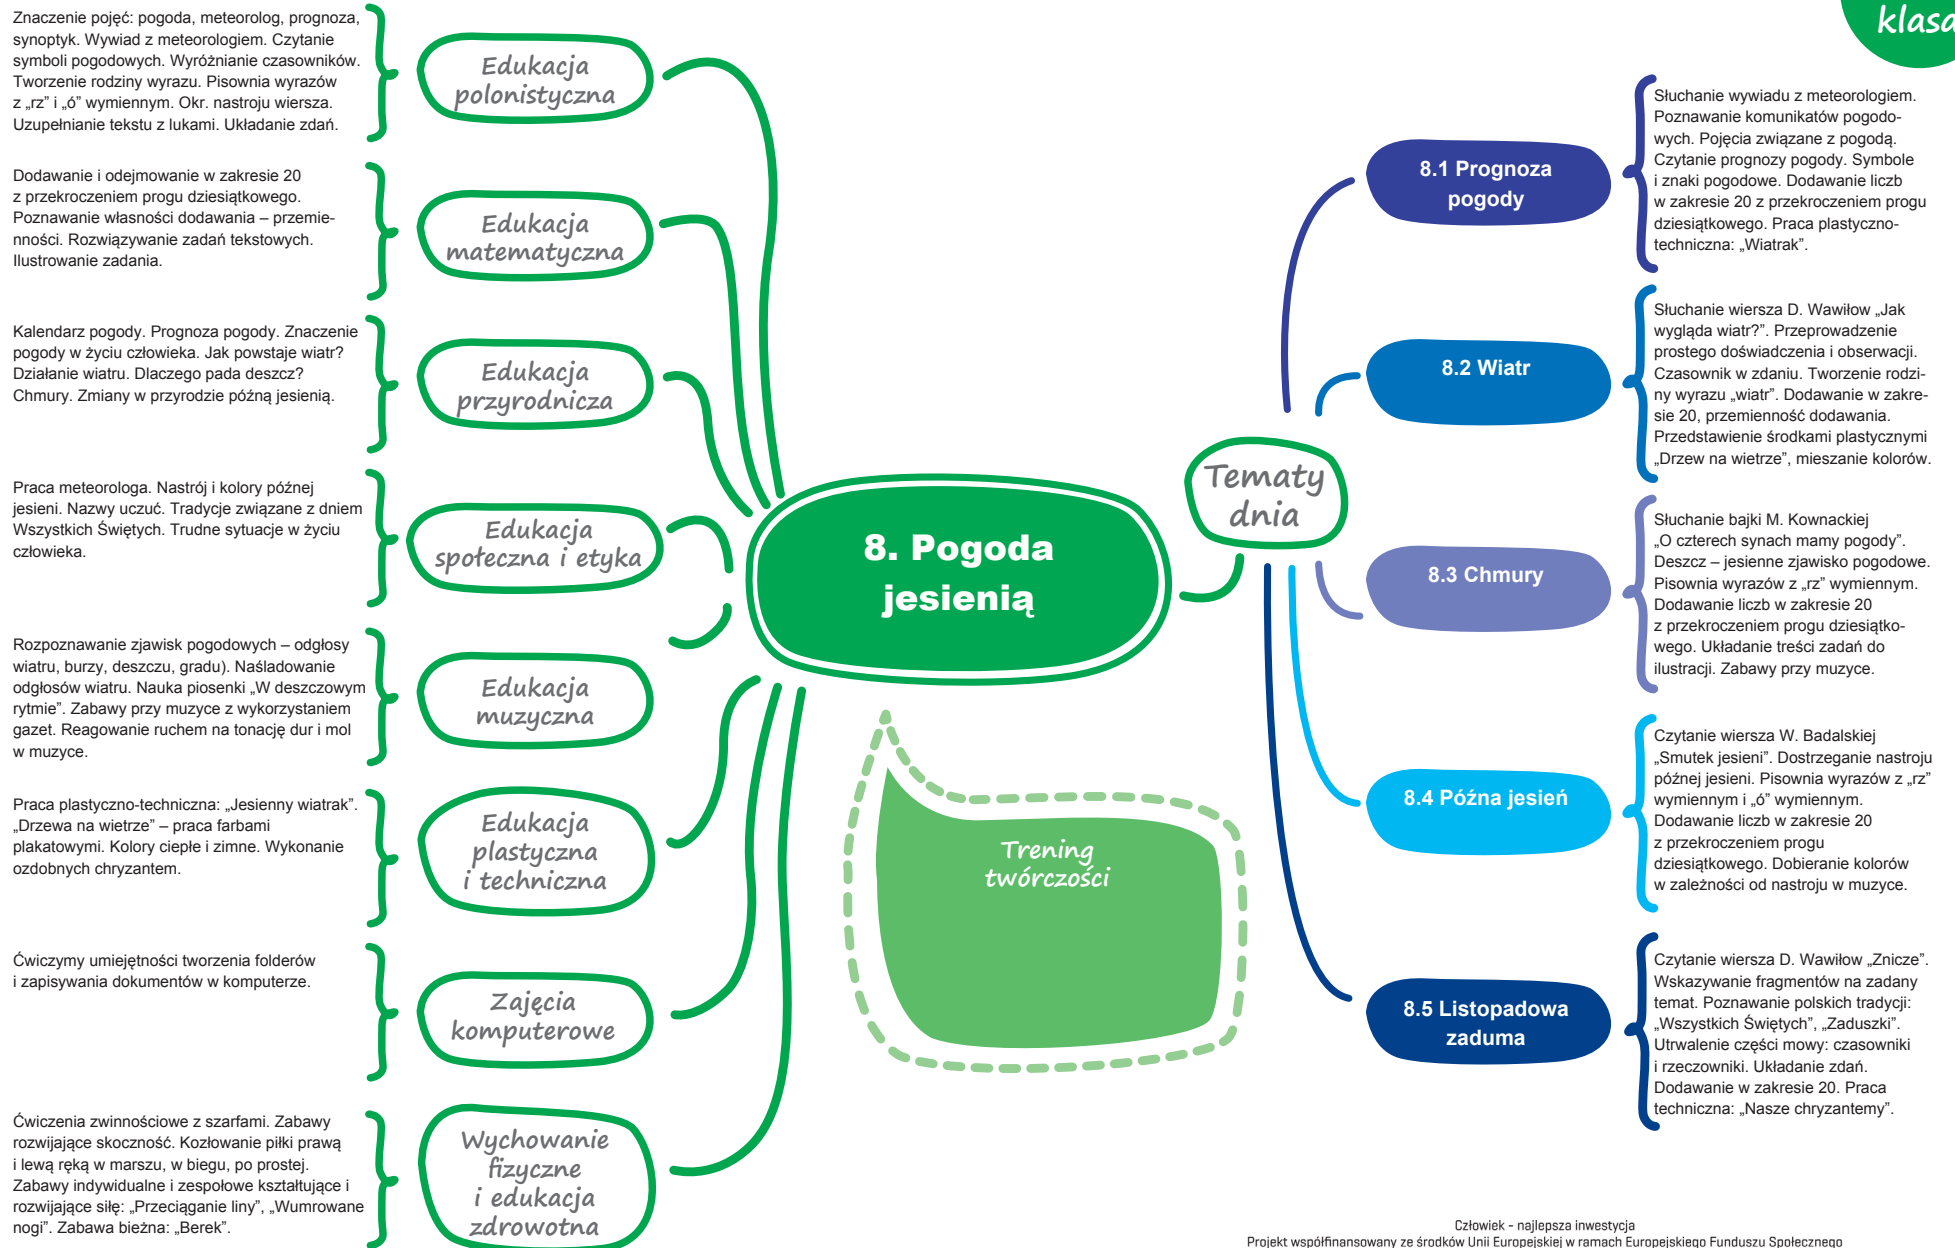 klasa
Znaczenie pojęć: pogoda, meteorolog, prognoza,
synoptyk. Wywiad z meteorologiem. Czytanie
symboli pogodowych. Wyróżnianie czasowników.
Tworzenie rodziny wyrazu. Pisownia wyrazów
z „rz” i „ó” wymiennym. Okr. nastroju wiersza.
Uzupełnianie tekstu z lukami. Układanie zdań.
Edukacja
polonistyczna
Dodawanie i odejmowanie w zakresie 20
z przekroczeniem progu dziesiątkowego.
Poznawanie własności dodawania – przemie-
nności. Rozwiązywanie zadań tekstowych.
Ilustrowanie zadania.
Edukacja
matematyczna
Kalendarz pogody. Prognoza pogody. Znaczenie
pogody w życiu człowieka. Jak powstaje wiatr?
Działanie wiatru. Dlaczego pada deszcz?
Chmury. Zmiany w przyrodzie późną jesienią.
Edukacja
przyrodnicza
Praca meteorologa. Nastrój i kolory późnej
jesieni. Nazwy uczuć. Tradycje związane z dniem
Wszystkich Świętych. Trudne sytuacje w życiu
człowieka.
Edukacja
społeczna i etyka
Rozpoznawanie zjawisk pogodowych – odgłosy
wiatru, burzy, deszczu, gradu). Naśladowanie
odgłosów wiatru. Nauka piosenki „W deszczowym
rytmie”. Zabawy przy muzyce z wykorzystaniem
gazet. Reagowanie ruchem na tonację dur i mol
w muzyce.
Edukacja
muzyczna
Praca plastyczno-techniczna: „Jesienny wiatrak”.
„Drzewa na wietrze” – praca farbami
plakatowymi. Kolory ciepłe i zimne. Wykonanie
ozdobnych chryzantem.
Edukacja
plastyczna
i techniczna
Ćwiczymy umiejętności tworzenia folderów
i zapisywania dokumentów w komputerze.
Zajęcia
komputerowe
Ćwiczenia zwinnościowe z szarfami. Zabawy
rozwijające skoczność. Kozłowanie piłki prawą
i lewą ręką w marszu, w biegu, po prostej.
Zabawy indywidualne i zespołowe kształtujące i
rozwijające siłę: „Przeciąganie liny”, „Wumrowane
nogi”. Zabawa bieżna: „Berek”.
Wychowanie
fizyczne
i edukacja
zdrowotna
8. Pogoda
jesienią
Trening
twórczości
Tematy
dnia
8.1 Prognoza
pogody
Słuchanie wywiadu z meteorologiem.
Poznawanie komunikatów pogodo-
wych. Pojęcia związane z pogodą.
Czytanie prognozy pogody. Symbole
i znaki pogodowe. Dodawanie liczb
w zakresie 20 z przekroczeniem progu
dziesiątkowego. Praca plastyczno-
techniczna: „Wiatrak”.
8.2 Wiatr
Słuchanie wiersza D. Wawiłow „Jak
wygląda wiatr?”. Przeprowadzenie
prostego doświadczenia i obserwacji.
Czasownik w zdaniu. Tworzenie rodzi-
ny wyrazu „wiatr”. Dodawanie w zakre-
sie 20, przemienność dodawania.
Przedstawienie środkami plastycznymi
„Drzew na wietrze”, mieszanie kolorów.
8.3 Chmury
Słuchanie bajki M. Kownackiej
„O czterech synach mamy pogody”.
Deszcz – jesienne zjawisko pogodowe.
Pisownia wyrazów z „rz” wymiennym.
Dodawanie liczb w zakresie 20
z przekroczeniem progu dziesiątko-
wego. Układanie treści zadań do
ilustracji. Zabawy przy muzyce.
8.4 Późna jesień
Czytanie wiersza W. Badalskiej
„Smutek jesieni”. Dostrzeganie nastroju
późnej jesieni. Pisownia wyrazów z „rz”
wymiennym i „ó” wymiennym.
Dodawanie liczb w zakresie 20
z przekroczeniem progu
dziesiątkowego. Dobieranie kolorów
w zależności od nastroju w muzyce.
8.5 Listopadowa
zaduma
Czytanie wiersza D. Wawiłow „Znicze”.
Wskazywanie fragmentów na zadany
temat. Poznawanie polskich tradycji:
„Wszystkich Świętych”, „Zaduszki”.
Utrwalenie części mowy: czasowniki
i rzeczowniki. Układanie zdań.
Dodawanie w zakresie 20. Praca
techniczna: „Nasze chryzantemy”.
Człowiek - najlepsza inwestycja
Projekt współfinansowany ze środków Unii Europejskiej w ramach Europejskiego Funduszu Społecznego